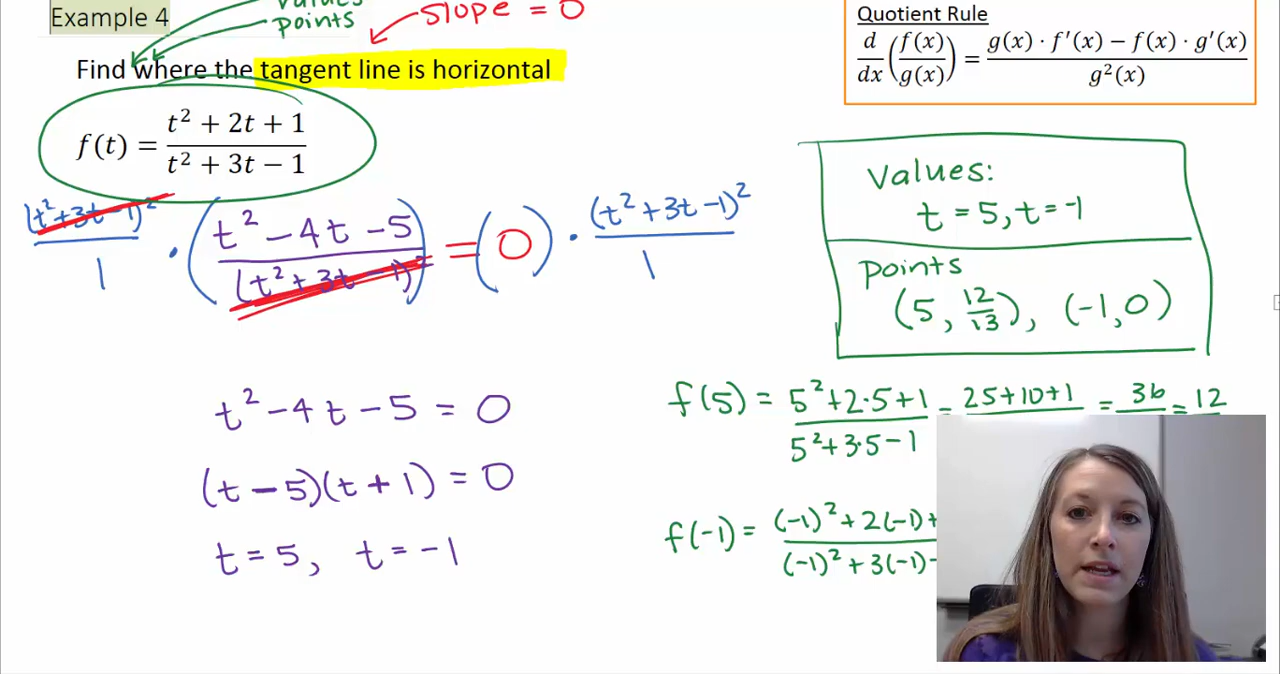 Example 4
values
points
slope = 0
Find where the tangent line is horizontal
f(t) = (t² + 2t + 1)/(t² + 3t − 1)
Quotient Rule
d/dx (f(x)/g(x)) = (g(x) · f′(x) − f(x) · g′(x))/g²(x)
(t²+3t−1)²/1 · ((t²−4t−5)/(t²+3t−1)²) = (0) · (t²+3t−1)²/1
t²−4t−5 = 0
(t−5)(t+1) = 0
t = 5, t = −1
Values:
t = 5, t = −1
points
(5, 12/13), (−1, 0)
f(5) = (5²+2·5+1)/(5²+3·5−1) = 25+10+1 = 36 = 12
f(−1) = (−1)²+2(−1)+
(−1)²+3(−1)−